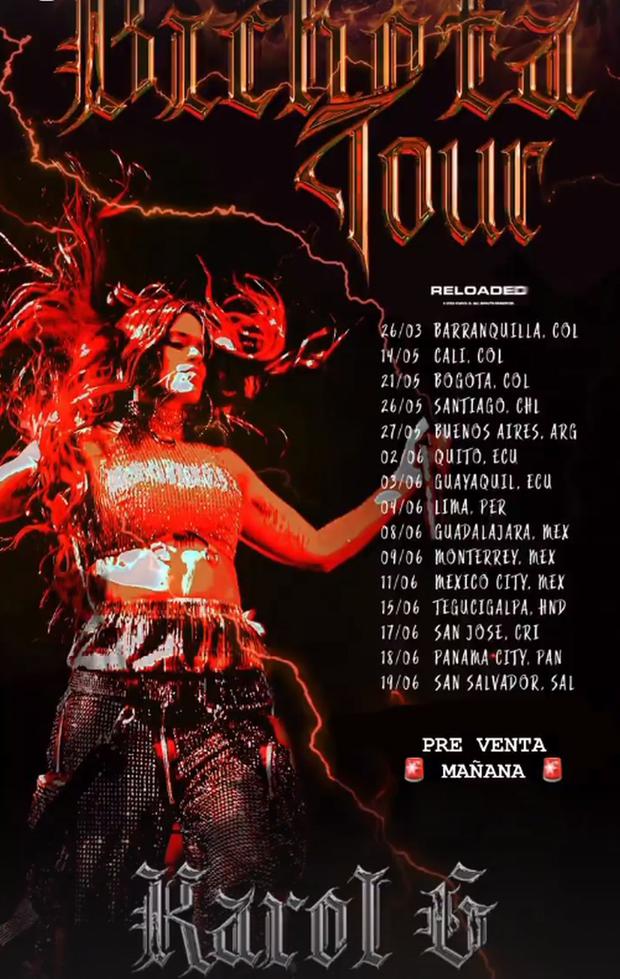 Bichota
Tour
RELOADED
26/03 BARRANQUILLA, COL
14/05 CALI, COL
21/05 BOGOTA, COL
26/05 SANTIAGO, CHL
27/05 BUENOS AIRES, ARG
02/06 QUITO, ECU
03/06 GUAYAQUIL, ECU
04/06 LIMA, PER
08/06 GUADALAJARA, MEX
09/06 MONTERREY, MEX
11/06 MEXICO CITY, MEX
15/06 TEGUCIGALPA, HND
17/06 SAN JOSE, CRI
18/06 PANAMA CITY, PAN
19/06 SAN SALVADOR, SAL
PRE VENTA
🚨 MAÑANA 🚨
Karol G